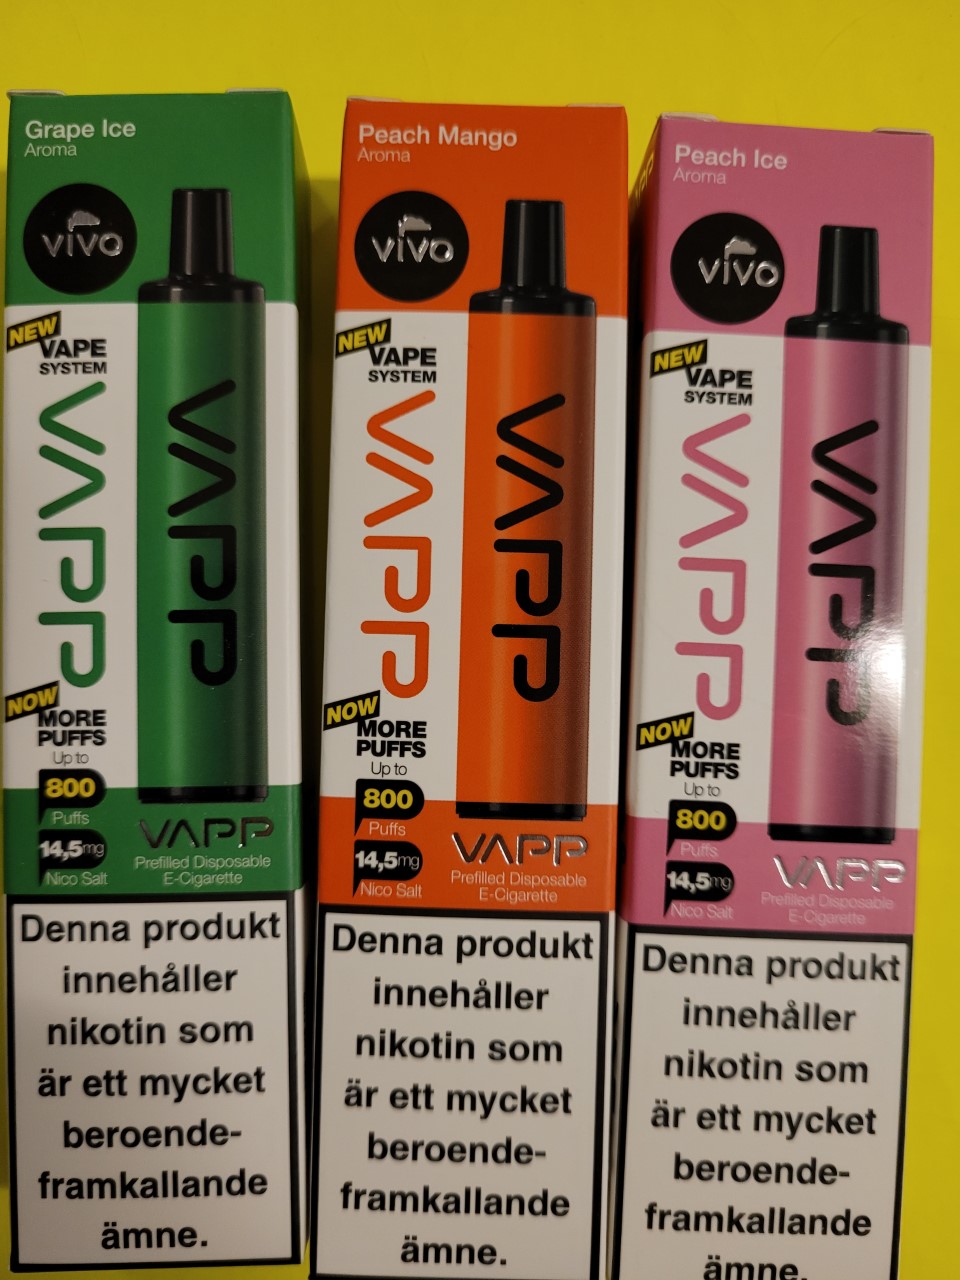 Grape Ice
Aroma
vivo
NEW
VAPE
SYSTEM
VAPP
VAPP
NOW
MORE
PUFFS
Up to
800
Puffs
14,5mg
Nico Salt
VAPP
Prefilled Disposable
E-Cigarette
Denna produkt
innehåller
nikotin som
är ett mycket
beroende-
framkallande
ämne.
Peach Mango
Aroma
vivo
NEW
VAPE
SYSTEM
VAPP
VAPP
NOW
MORE
PUFFS
Up to
800
Puffs
14,5mg
Nico Salt
VAPP
Prefilled Disposable
E-Cigarette
Denna produkt
innehåller
nikotin som
är ett mycket
beroende-
framkallande
ämne.
Peach Ice
Aroma
vivo
NEW
VAPE
SYSTEM
VAPP
VAPP
NOW
MORE
PUFFS
Up to
800
Puffs
14,5mg
Nico Salt
VAPP
Prefilled Disposable
E-Cigarette
Denna produkt
innehåller
nikotin som
är ett mycket
beroende-
framkallande
ämne.